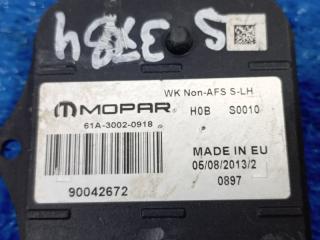 WK Non-AFS S-LH
MOPAR
H0B S0010
61A-3002-0918
MADE IN EU
05/08/2013/2
90042672
0897